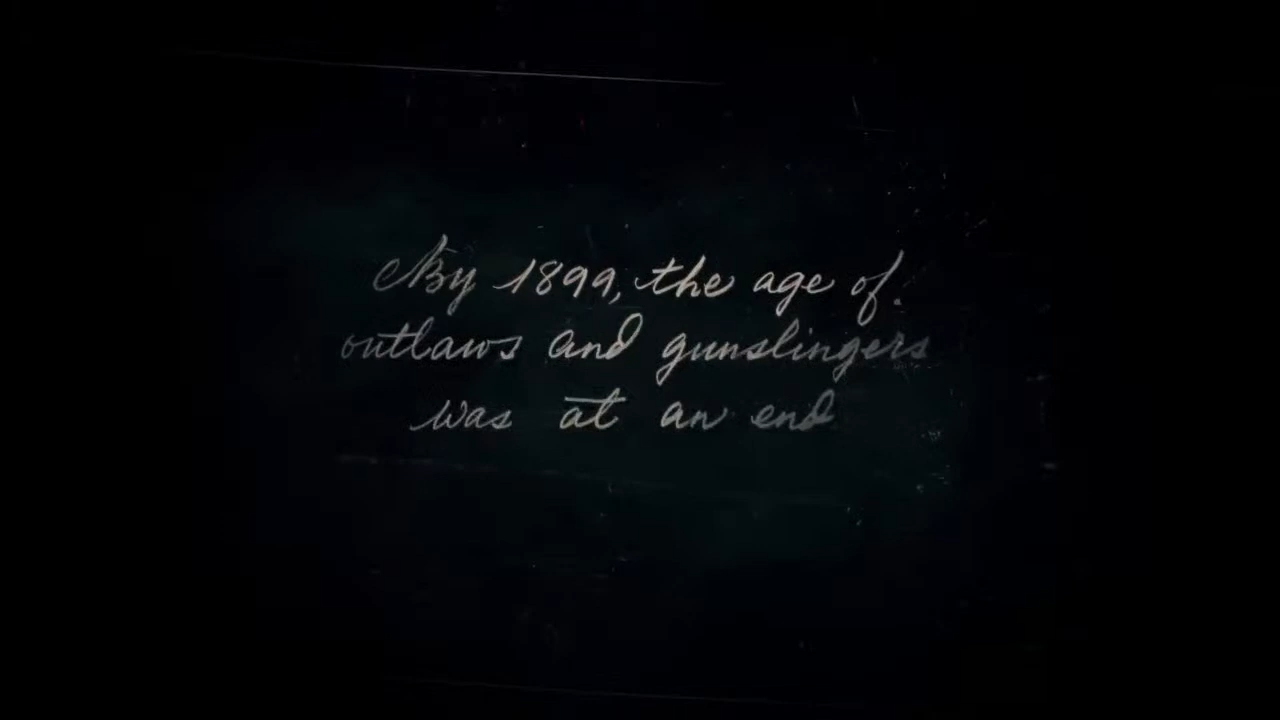 By 1899, the age of
outlaws and gunslingers
was at an end